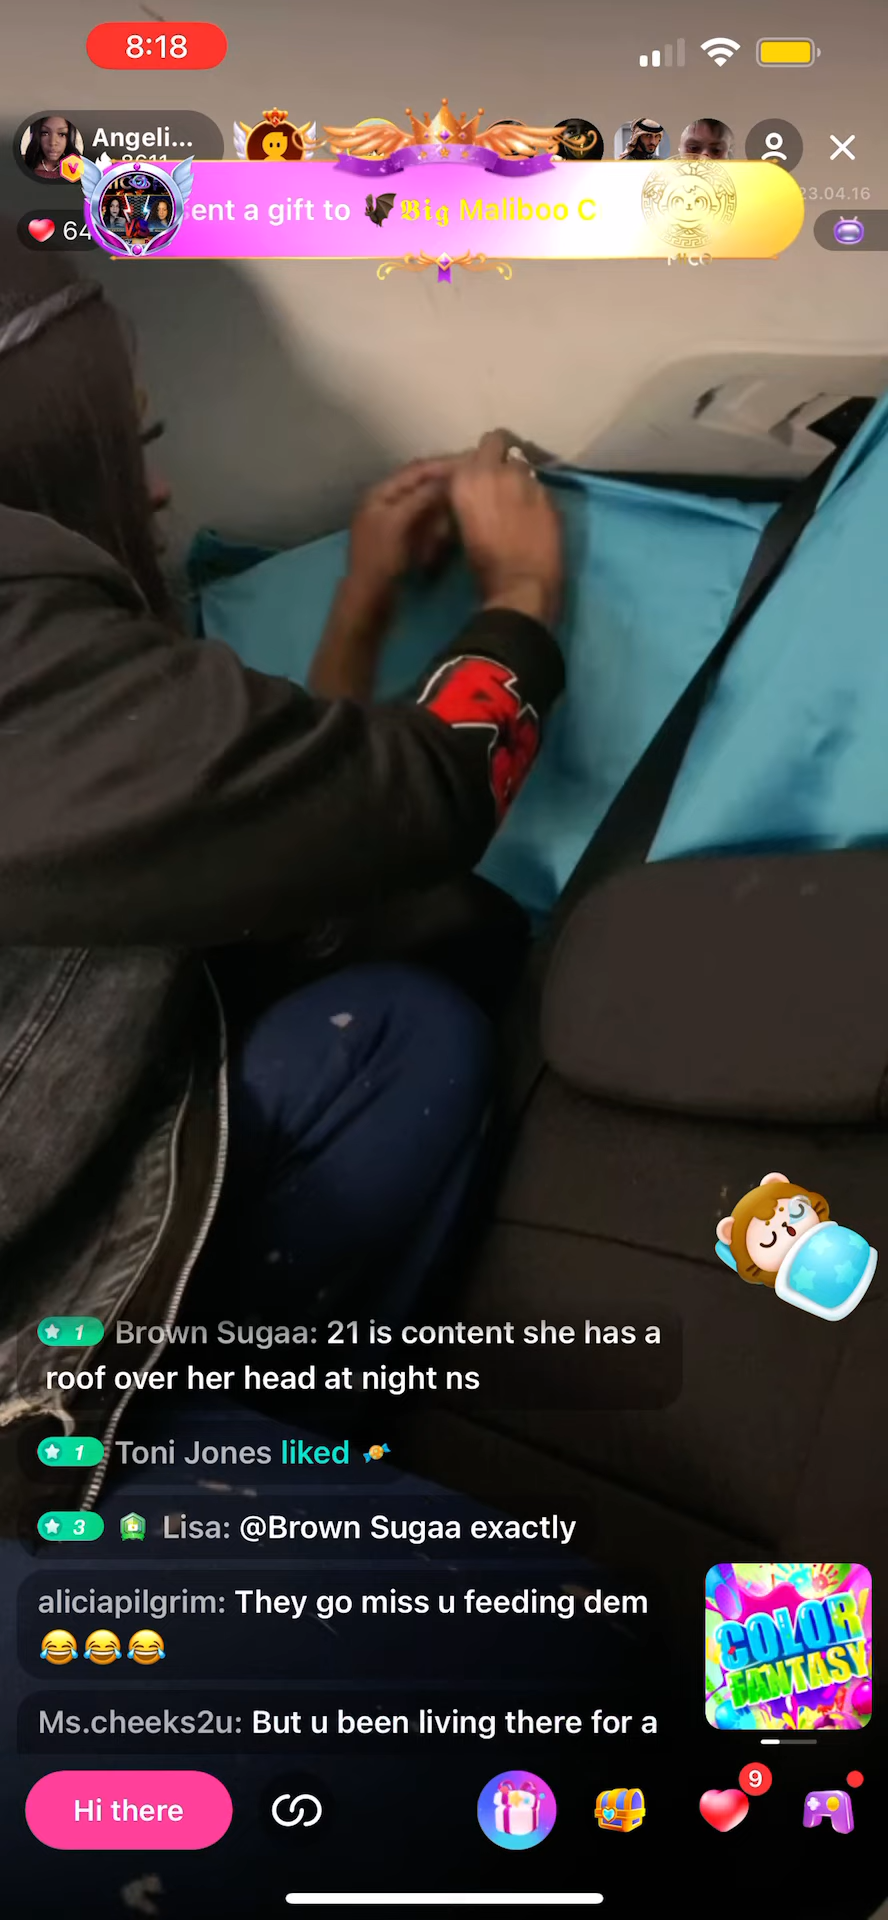 8:18
Angeli...
64
ent a gift to 🦇 Big Maliboo C
23.04.16
1 Brown Sugaa: 21 is content she has a
roof over her head at night ns
1 Toni Jones liked 🍬
3 Lisa: @Brown Sugaa exactly
aliciapilgrim: They go miss u feeding dem
😂😂😂
COLOR
FANTASY
Ms.cheeks2u: But u been living there for a
Hi there
9